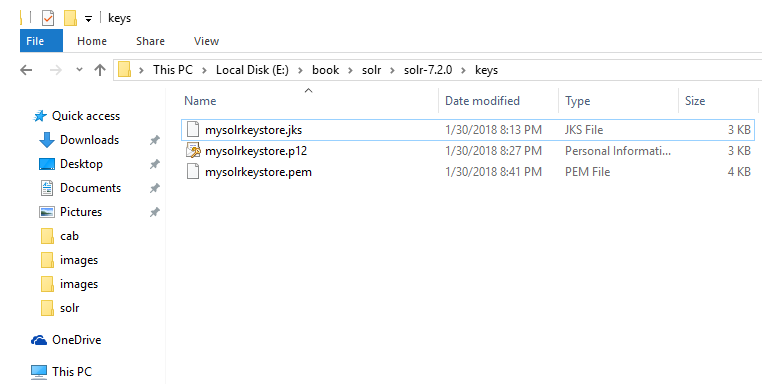 keys
File Home Share View
This PC > Local Disk (E:) > book > solr > solr-7.2.0 > keys
Name Date modified Type Size
Quick access
Downloads
Desktop
Documents
Pictures
cab
images
images
solr
OneDrive
This PC
mysolrkeystore.jks 1/30/2018 8:13 PM JKS File 3 KB
mysolrkeystore.p12 1/30/2018 8:27 PM Personal Informati... 3 KB
mysolrkeystore.pem 1/30/2018 8:41 PM PEM File 4 KB